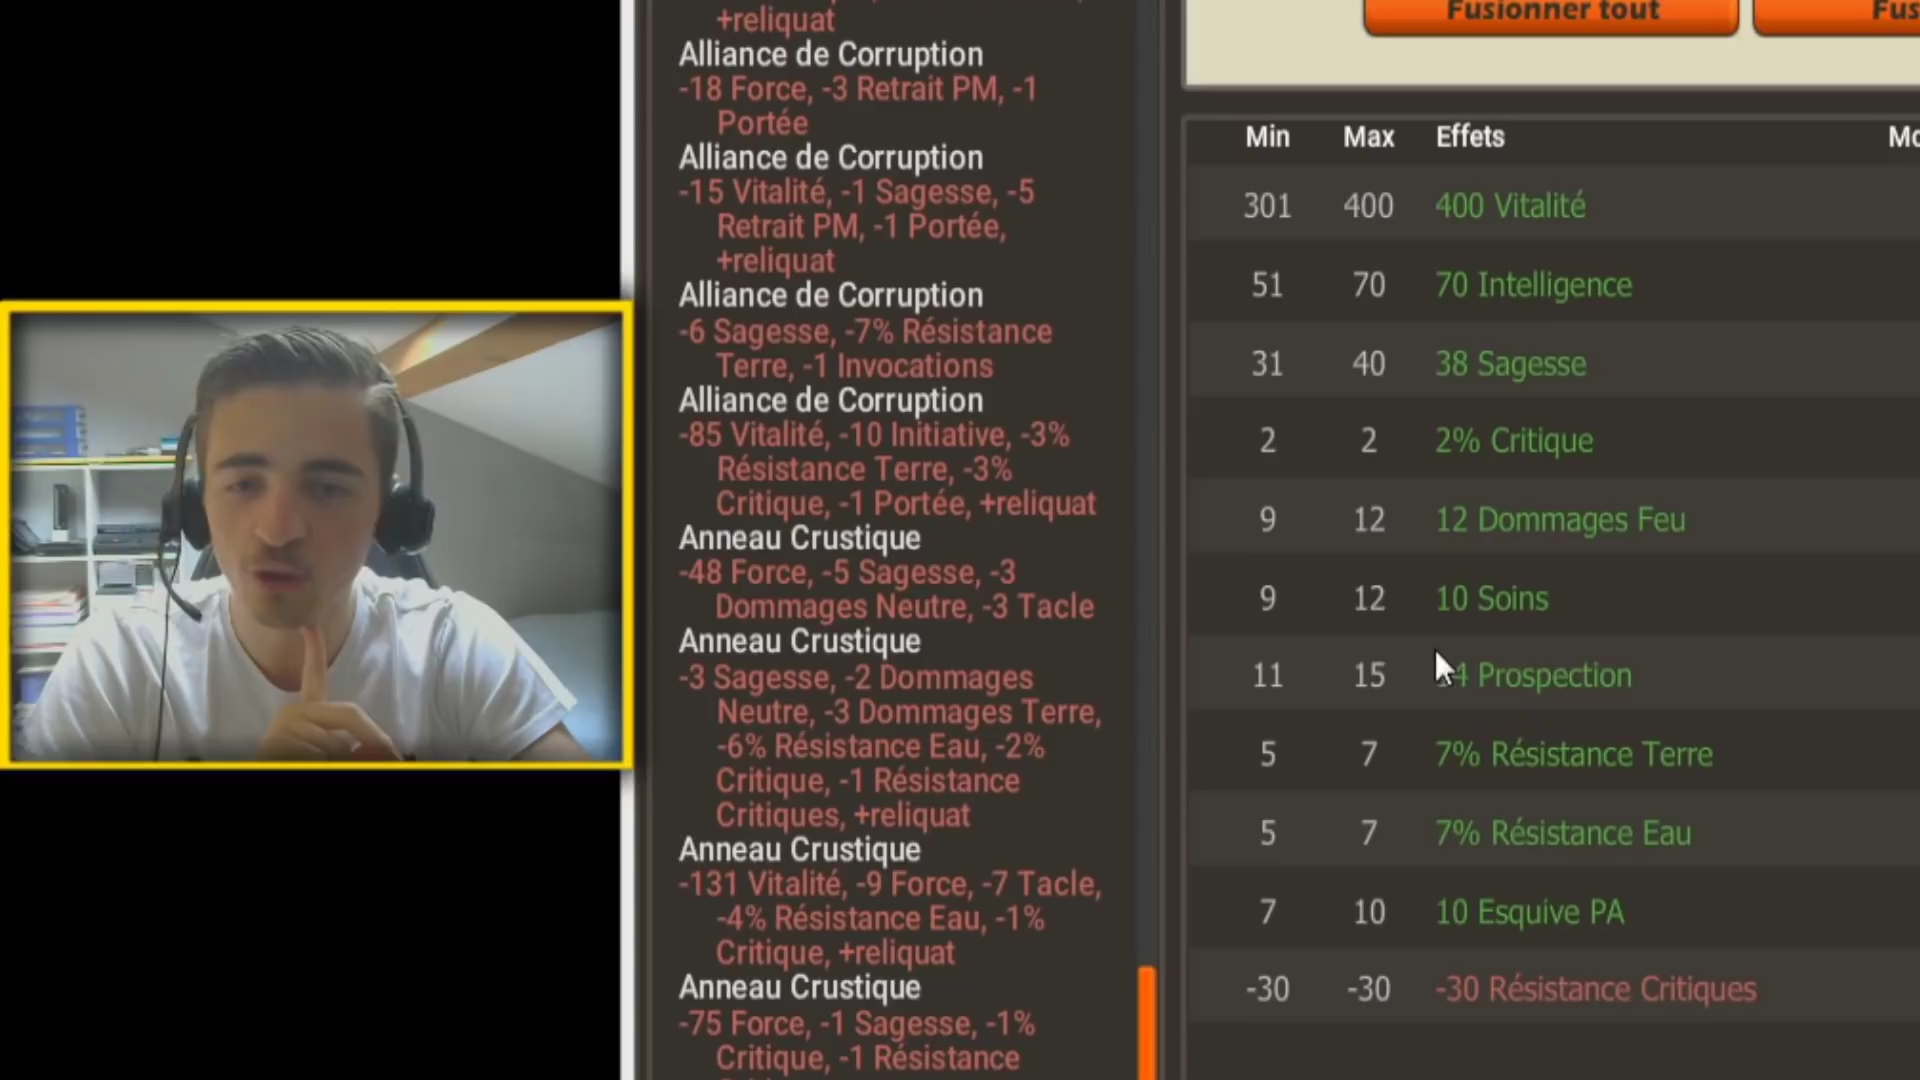 +reliquat
Alliance de Corruption
-18 Force, -3 Retrait PM, -1
Portée
Alliance de Corruption
-15 Vitalité, -1 Sagesse, -5
Retrait PM, -1 Portée,
+reliquat
Alliance de Corruption
-6 Sagesse, -7% Résistance
Terre, -1 Invocations
Alliance de Corruption
-85 Vitalité, -10 Initiative, -3%
Résistance Terre, -3%
Critique, -1 Portée, +reliquat
Anneau Crustique
-48 Force, -5 Sagesse, -3
Dommages Neutre, -3 Tacle
Anneau Crustique
-3 Sagesse, -2 Dommages
Neutre, -3 Dommages Terre,
-6% Résistance Eau, -2%
Critique, -1 Résistance
Critiques, +reliquat
Anneau Crustique
-131 Vitalité, -9 Force, -7 Tacle,
-4% Résistance Eau, -1%
Critique, +reliquat
Anneau Crustique
-75 Force, -1 Sagesse, -1%
Critique, -1 Résistance
Fusionner tout Fus
Min Max Effets Mo
301 400 400 Vitalité
51 70 70 Intelligence
31 40 38 Sagesse
2 2 2% Critique
9 12 12 Dommages Feu
9 12 10 Soins
11 15 4 Prospection
5 7 7% Résistance Terre
5 7 7% Résistance Eau
7 10 10 Esquive PA
-30 -30 -30 Résistance Critiques